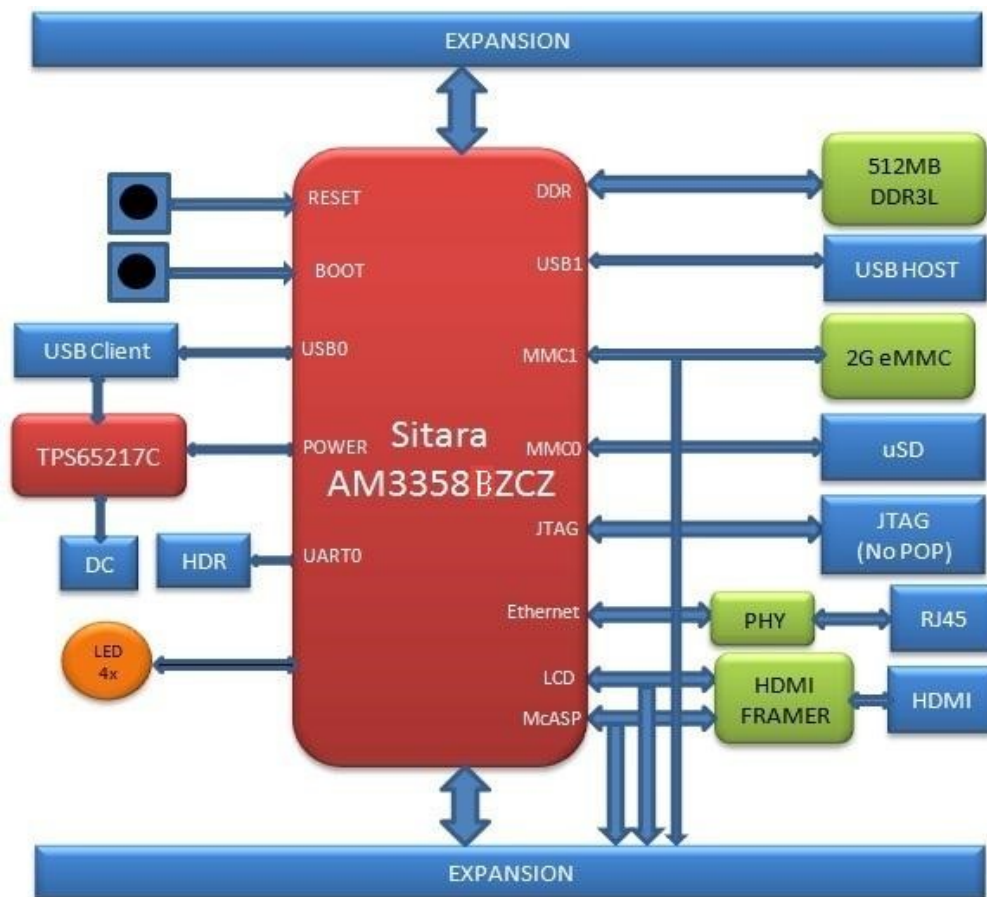 EXPANSION
RESET
BOOT
USB Client
USB0
TPS65217C
POWER
DC
HDR
UART0
LED
4x
Sitara
AM3358BZCZ
DDR
USB1
MMC1
MMC0
JTAG
Ethernet
LCD
McASP
512MB
DDR3L
USB HOST
2G eMMC
uSD
JTAG
(No POP)
PHY
RJ45
HDMI
FRAMER
HDMI
EXPANSION